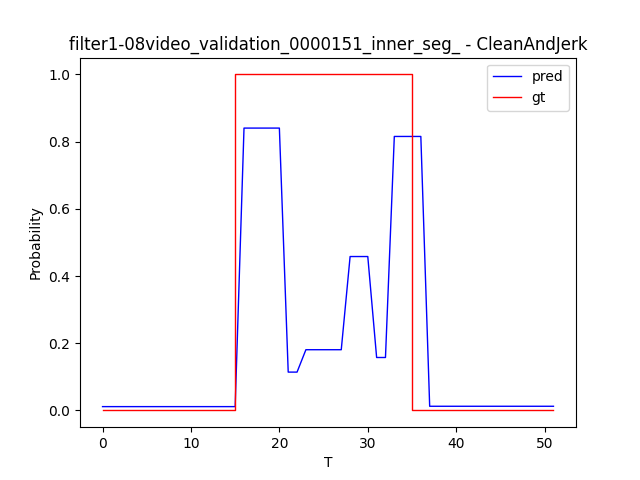 filter1-08video_validation_0000151_inner_seg_ - CleanAndJerk
pred
gt
1.0
0.8
0.6
0.4
0.2
0.0
Probability
0
10
20
30
40
50
T